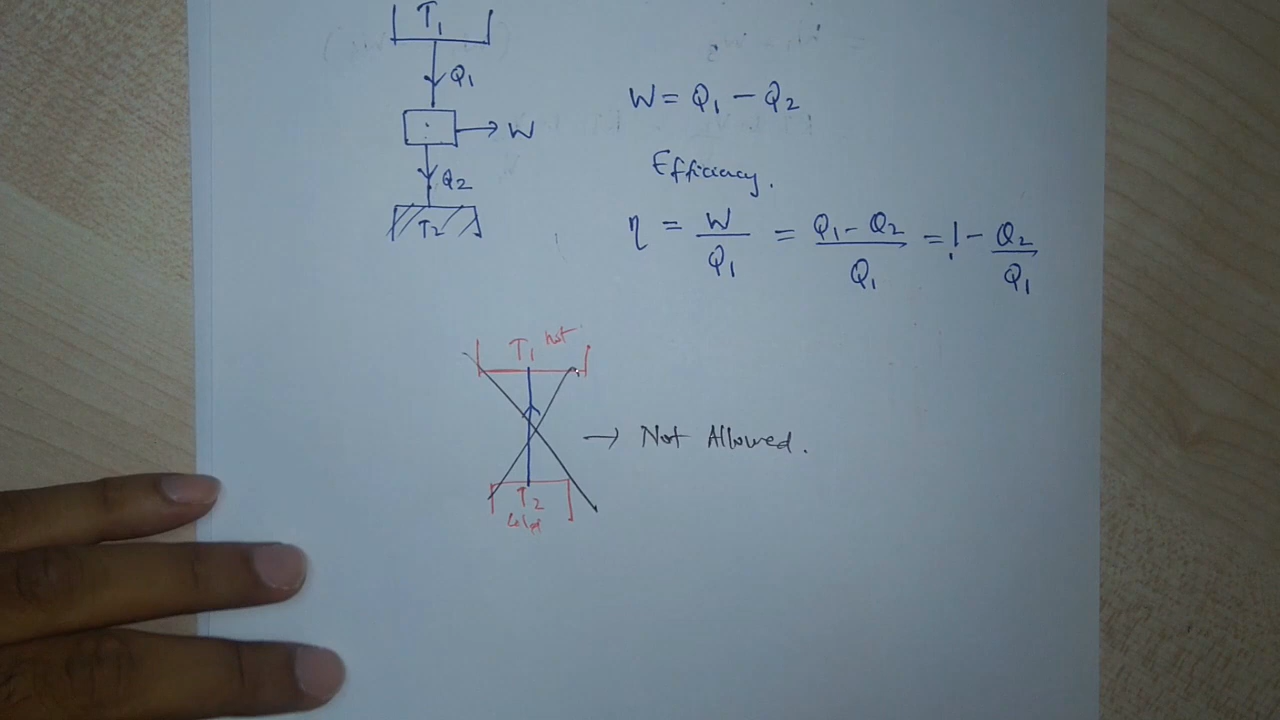 T1
Q1
W
Q2
T2
W = Q1 - Q2
Efficiency.
η = W/Q1 = Q1 - Q2/Q1 = 1 - Q2/Q1
T1 hot
→ Not Allowed.
T2
cold